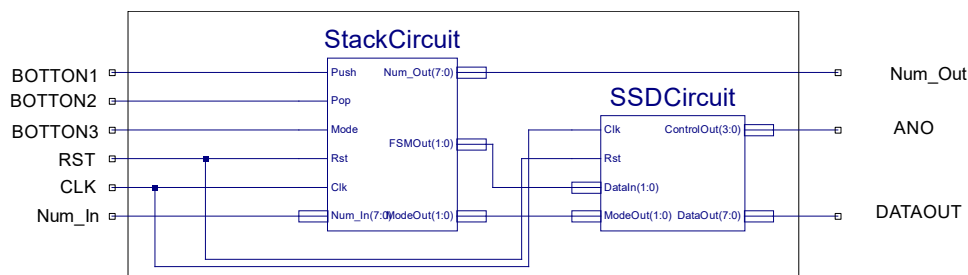 StackCircuit
BOTTON1
Push
Num_Out(7:0)
Num_Out
BOTTON2
Pop
SSDCircuit
BOTTON3
Mode
Clk
ControlOut(3:0)
ANO
FSMOut(1:0)
RST
Rst
Rst
CLK
Clk
DataIn(1:0)
Num_In
Num_In(7:0)
ModeOut(1:0)
ModeOut(1:0)
DataOut(7:0)
DATAOUT